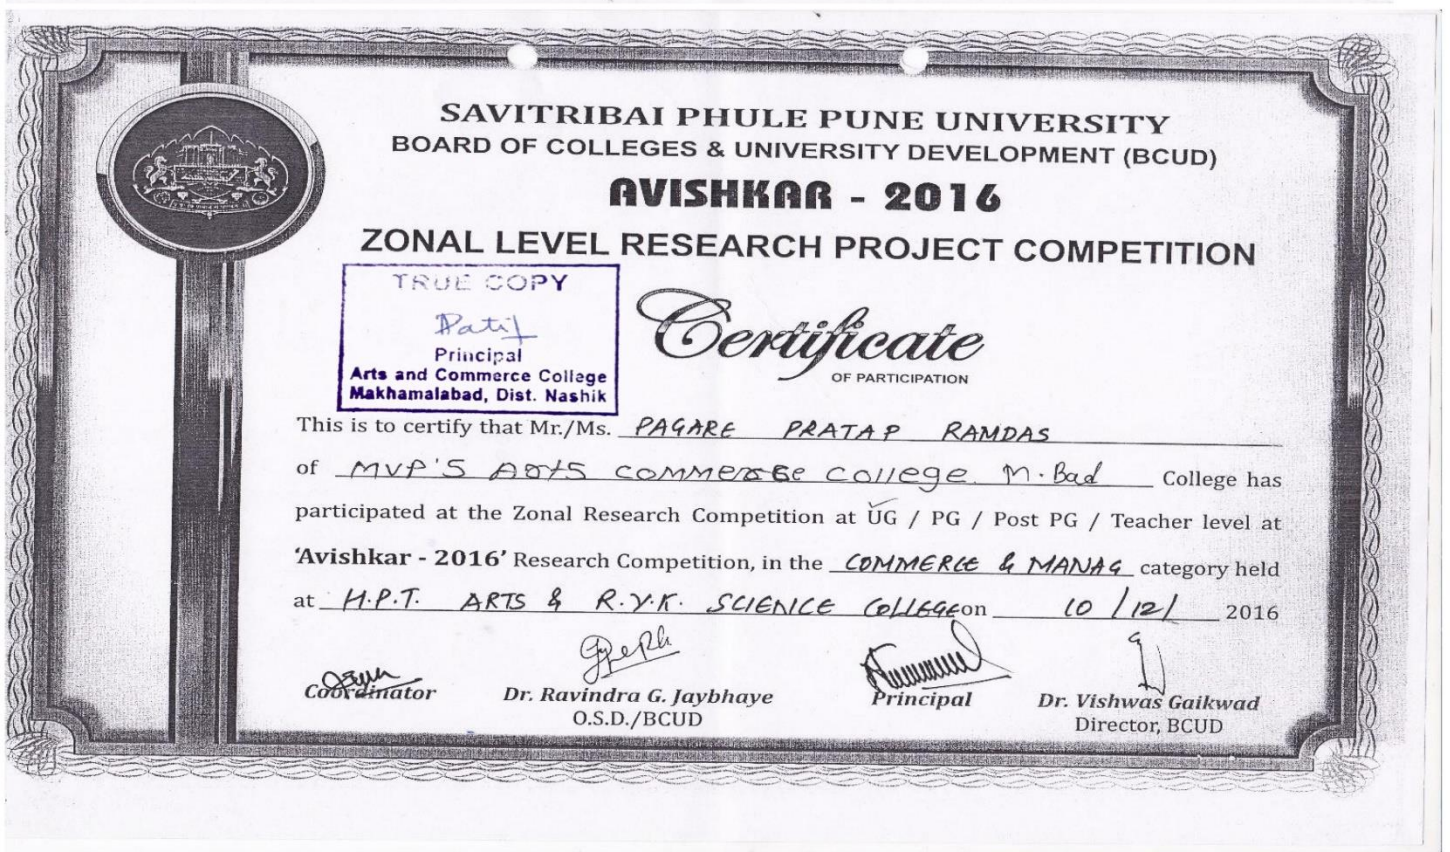 SAVITRIBAI PHULE PUNE UNIVERSITY
BOARD OF COLLEGES & UNIVERSITY DEVELOPMENT (BCUD)
AVISHKAR - 2016
ZONAL LEVEL RESEARCH PROJECT COMPETITION
TRUE COPY
Patil
Principal
Arts and Commerce College
Makhamalabad, Dist. Nashik
Certificate
OF PARTICIPATION
This is to certify that Mr./Ms. PAGARE PRATAP RAMDAS
of MVP'S Arts commerce college. M.Bad College has
participated at the Zonal Research Competition at UG / PG / Post PG / Teacher level at
'Avishkar - 2016' Research Competition, in the COMMERCE & MANAG category held
at H.P.T. ARTS & R.Y.K. SCIENCE COllEGE on 10/12/ 2016
Coordinator
Dr. Ravindra G. Jaybhaye
O.S.D./BCUD
Principal
Dr. Vishwas Gaikwad
Director, BCUD